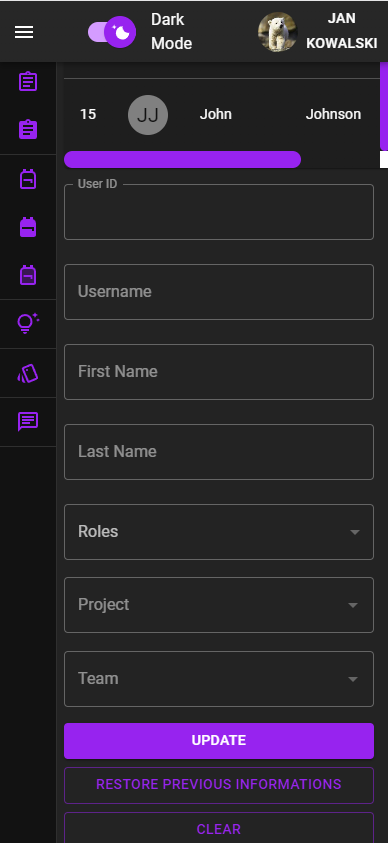 Dark
Mode
JAN
KOWALSKI
15 JJ John Johnson
User ID
Username
First Name
Last Name
Roles
Project
Team
UPDATE
RESTORE PREVIOUS INFORMATIONS
CLEAR